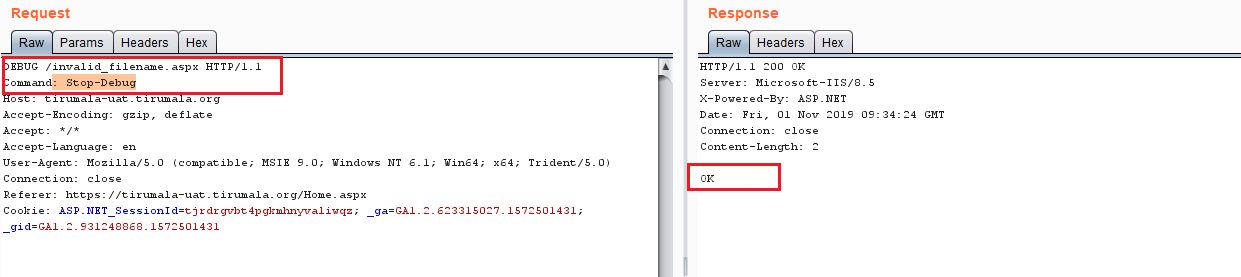 Request
Raw Params Headers Hex
DEBUG /invalid_filename.aspx HTTP/1.1
Command: Stop-Debug
Host: tirumala-uat.tirumala.org
Accept-Encoding: gzip, deflate
Accept: */*
Accept-Language: en
User-Agent: Mozilla/5.0 (compatible; MSIE 9.0; Windows NT 6.1; Win64; x64; Trident/5.0)
Connection: close
Referer: https://tirumala-uat.tirumala.org/Home.aspx
Cookie: ASP.NET_SessionId=tjrdrgvbt4pgkmhnyvaliwqz; _ga=GA1.2.623315027.1572501431;
_gid=GA1.2.931248868.1572501431
Response
Raw Headers Hex
HTTP/1.1 200 OK
Server: Microsoft-IIS/8.5
X-Powered-By: ASP.NET
Date: Fri, 01 Nov 2019 09:34:24 GMT
Connection: close
Content-Length: 2
OK